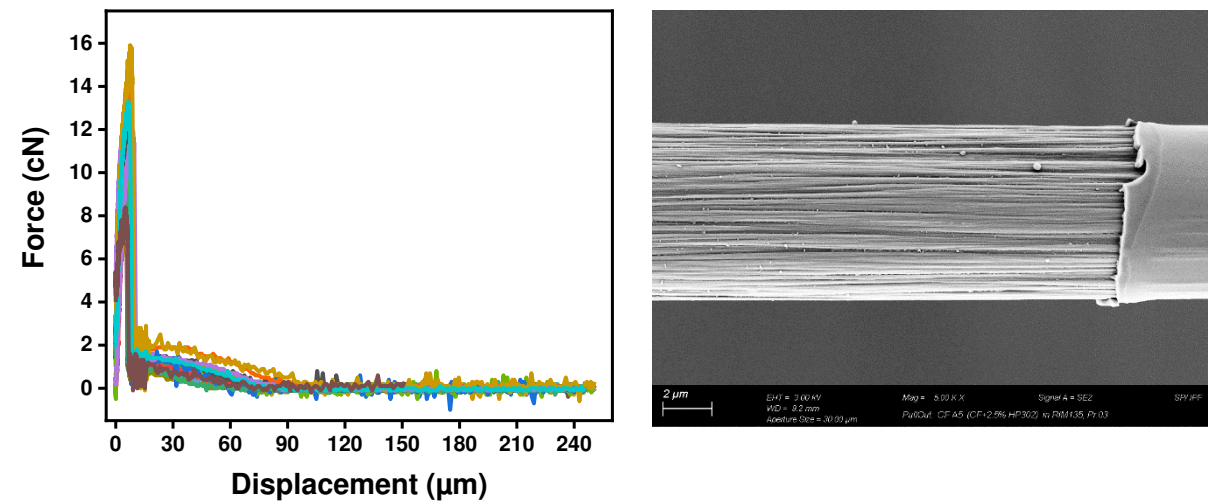 16
14
12
10
8
6
4
2
0
Force (cN)
0 30 60 90 120 150 180 210 240
Displacement (µm)
2 µm
EHT = 3.00 kV
WD = 9.2 mm
Aperture Size = 30.00 µm
Mag = 5.00 K X
Signal A = SE2
PullOut: CF A5 (CF+2.5% HP302) in RIM135, Pr.03